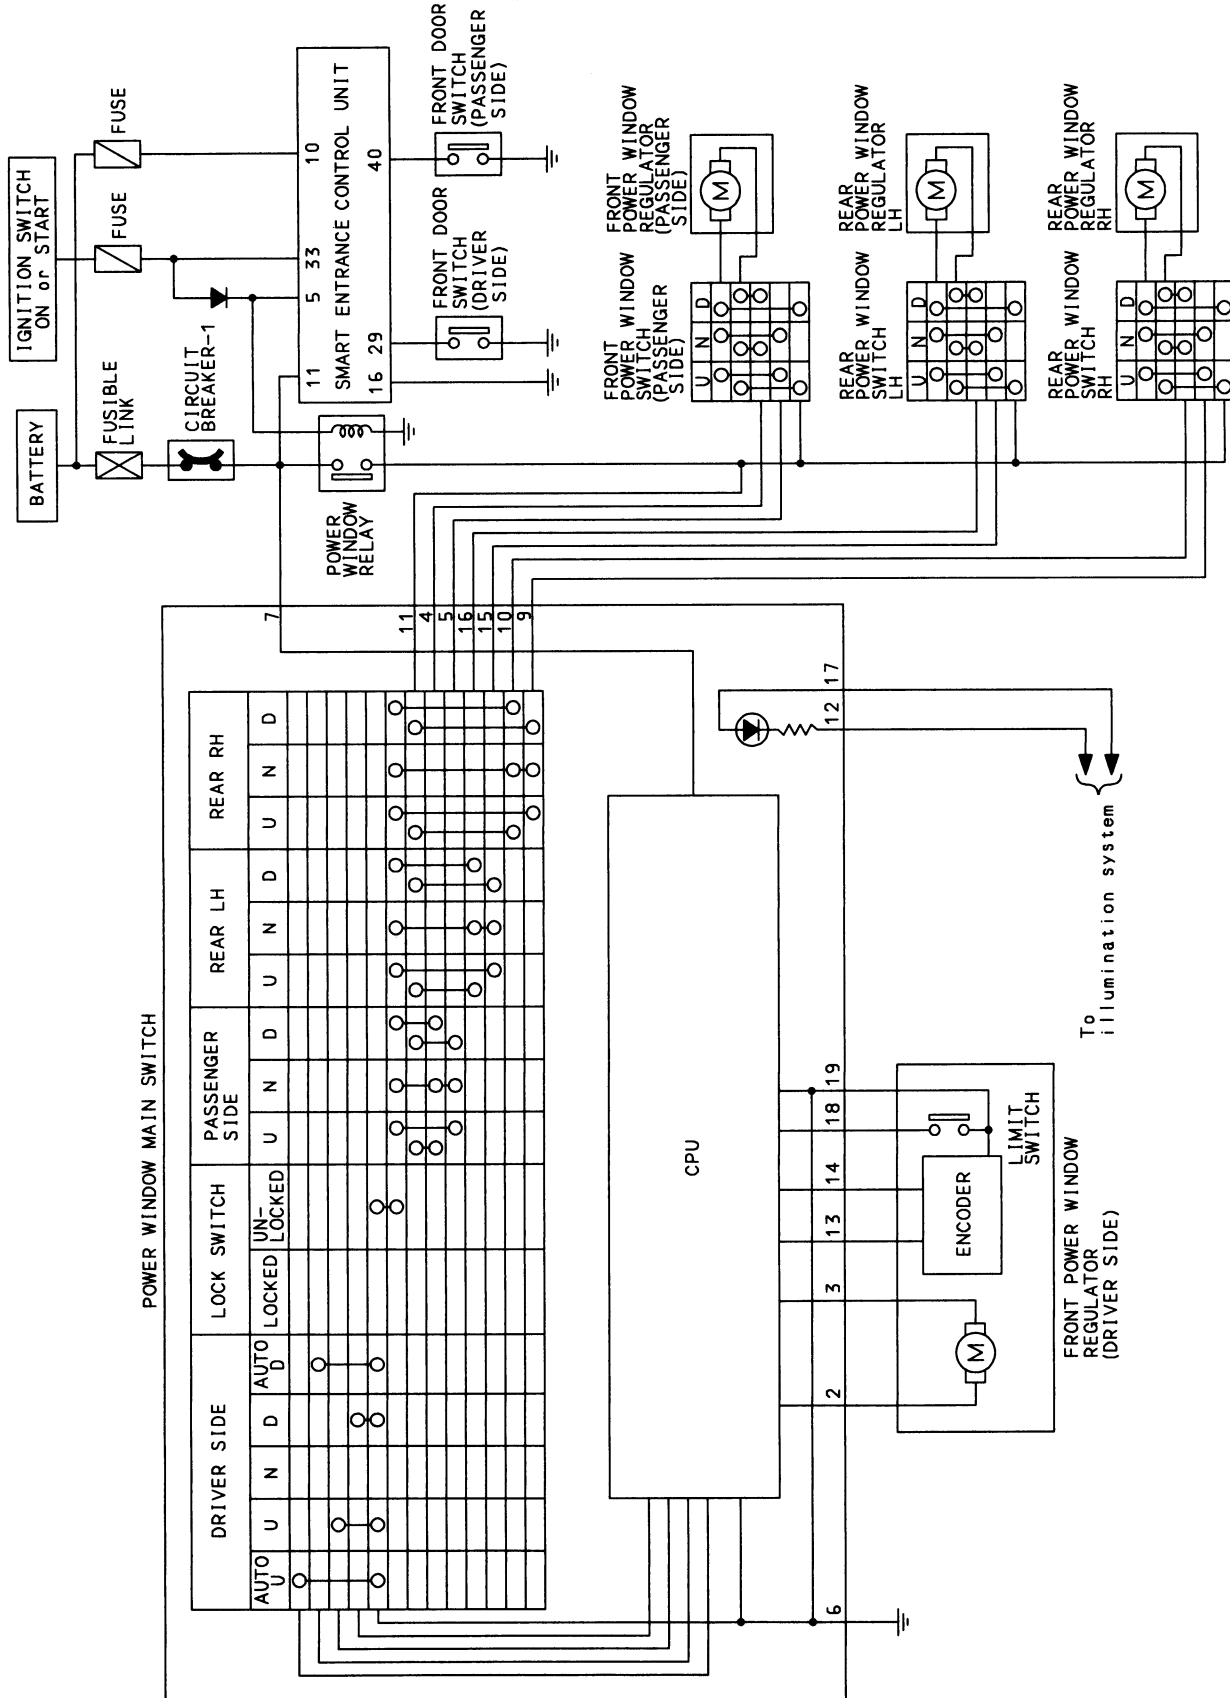 BATTERY
IGNITION SWITCH
ON or START
FUSIBLE
LINK
FUSE
FUSE
CIRCUIT
BREAKER-1
POWER
WINDOW
RELAY
11
5
33
10
SMART ENTRANCE CONTROL UNIT
16
29
40
FRONT DOOR
SWITCH
(DRIVER
SIDE)
FRONT DOOR
SWITCH
(PASSENGER
SIDE)
FRONT
POWER WINDOW
SWITCH
(PASSENGER
SIDE)
U
N
D
FRONT
POWER WINDOW
REGULATOR
(PASSENGER
SIDE)
M
REAR
POWER WINDOW
SWITCH
LH
U
N
D
REAR
POWER WINDOW
REGULATOR
LH
M
REAR
POWER WINDOW
SWITCH
RH
U
N
D
REAR
POWER WINDOW
REGULATOR
RH
M
POWER WINDOW MAIN SWITCH
7
11
4
5
16
15
10
9
DRIVER SIDE
LOCK SWITCH
PASSENGER
SIDE
REAR LH
REAR RH
AUTO
U
U
N
D
AUTO
D
LOCKED
UN-
LOCKED
U
N
D
U
N
D
U
N
D
CPU
6
2
3
13
14
18
19
12
17
M
ENCODER
LIMIT
SWITCH
FRONT POWER WINDOW
REGULATOR
(DRIVER SIDE)
To
illumination system